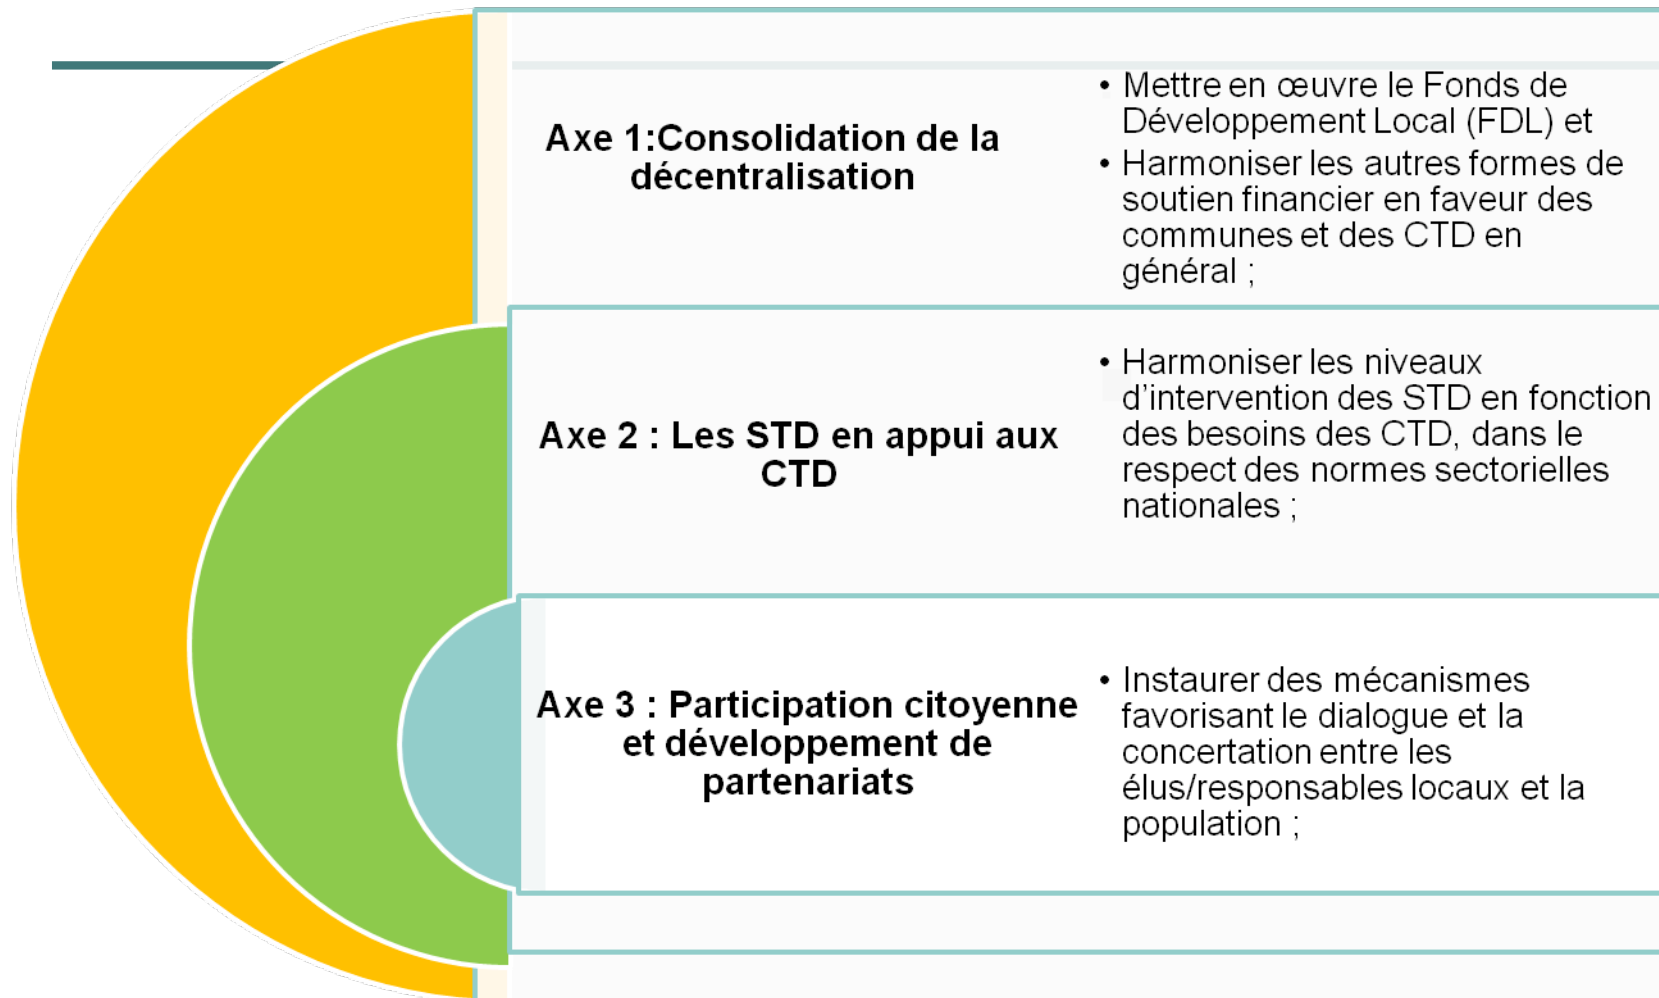 Axe 1:Consolidation de la
décentralisation
• Mettre en œuvre le Fonds de
Développement Local (FDL) et
• Harmoniser les autres formes de
soutien financier en faveur des
communes et des CTD en
général ;
Axe 2 : Les STD en appui aux
CTD
• Harmoniser les niveaux
d’intervention des STD en fonction
des besoins des CTD, dans le
respect des normes sectorielles
nationales ;
Axe 3 : Participation citoyenne
et développement de
partenariats
• Instaurer des mécanismes
favorisant le dialogue et la
concertation entre les
élus/responsables locaux et la
population ;